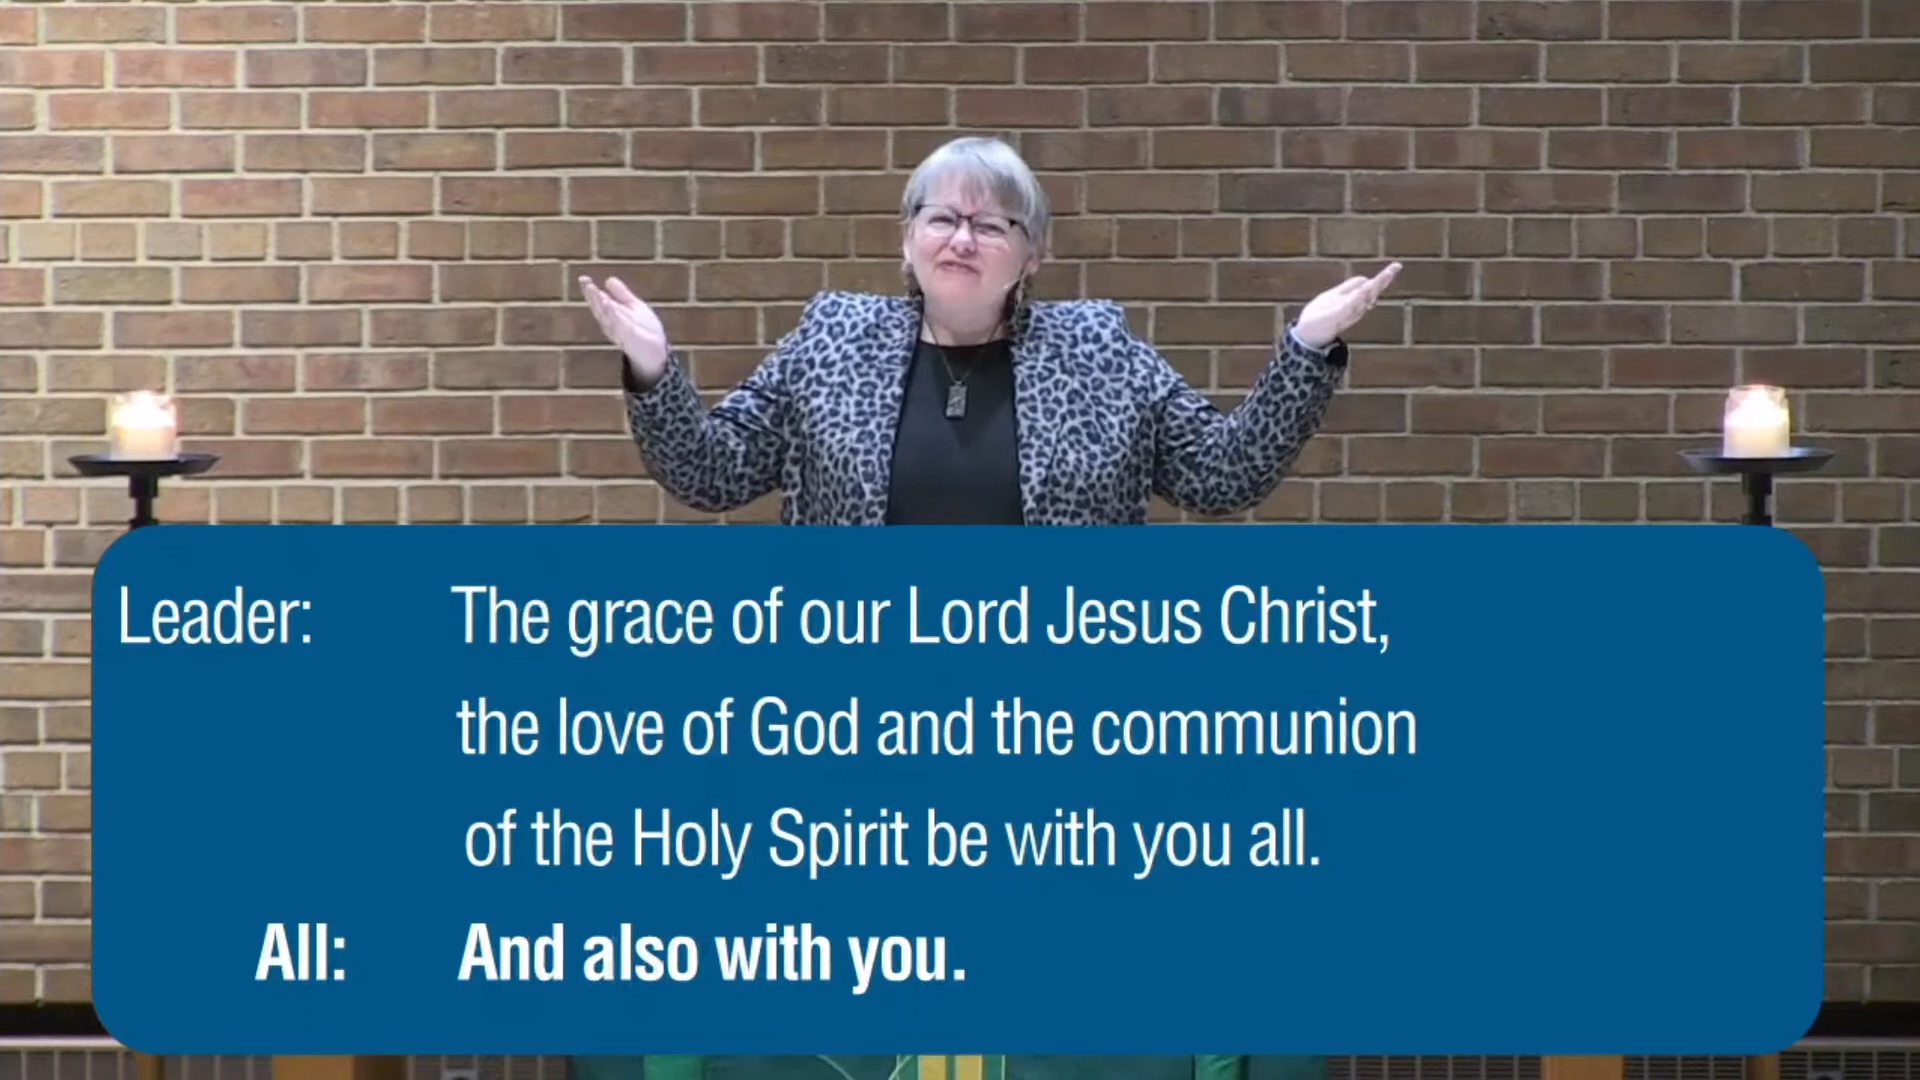 Leader: The grace of our Lord Jesus Christ,
the love of God and the communion
of the Holy Spirit be with you all.
All: And also with you.